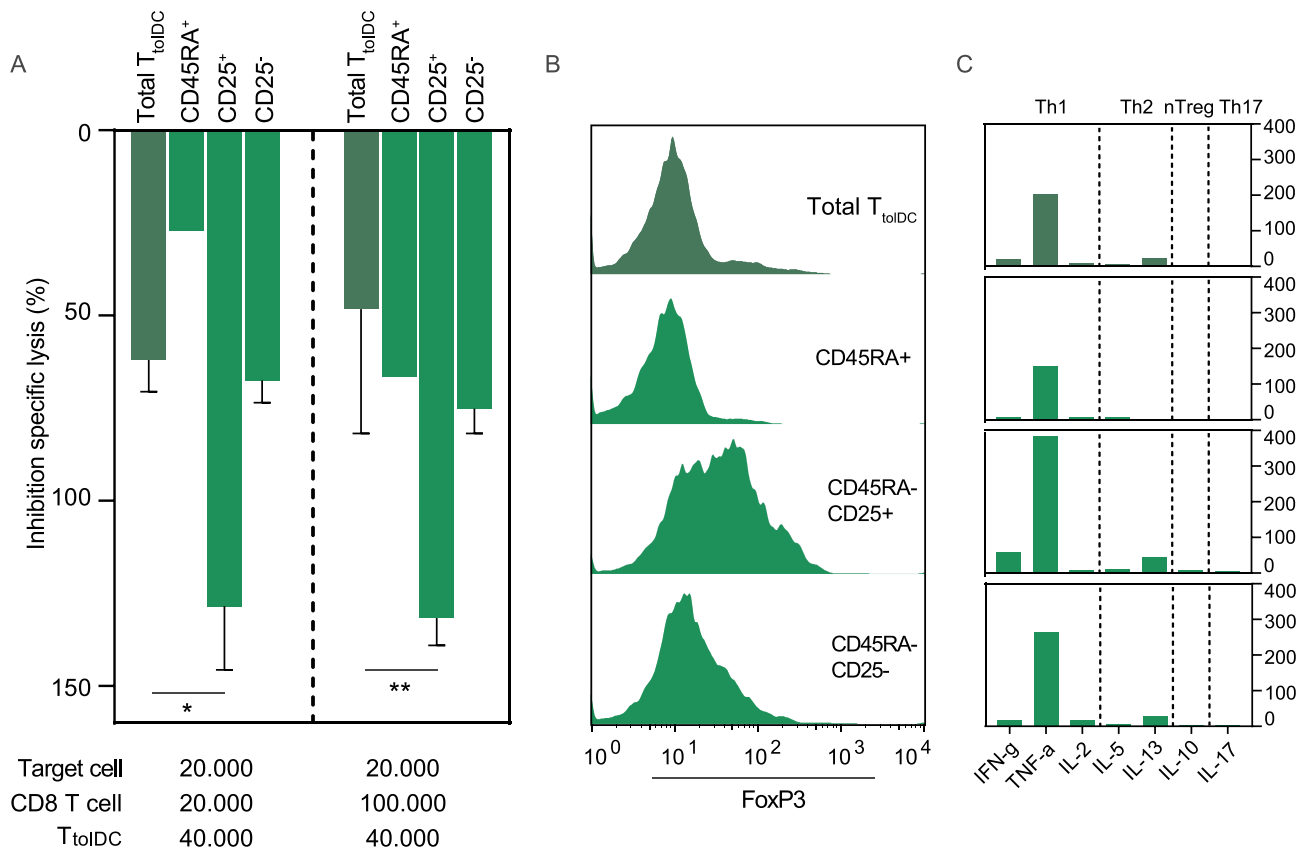 A
Total TtolDC
CD45RA+
CD25+
CD25-
Total TtolDC
CD45RA+
CD25+
CD25-
Inhibition specific lysis (%)
0
50
100
150
*
**
Target cell 20.000 20.000
CD8 T cell 20.000 100.000
TtolDC 40.000 40.000
B
Total TtolDC
CD45RA+
CD45RA-
CD25+
CD45RA-
CD25-
10^0 10^1 10^2 10^3 10^4
FoxP3
C
Th1 Th2 nTreg Th17
400
300
200
100
0
400
300
200
100
0
400
300
200
100
0
400
300
200
100
0
IFN-g TNF-a IL-2 IL-5 IL-13 IL-10 IL-17